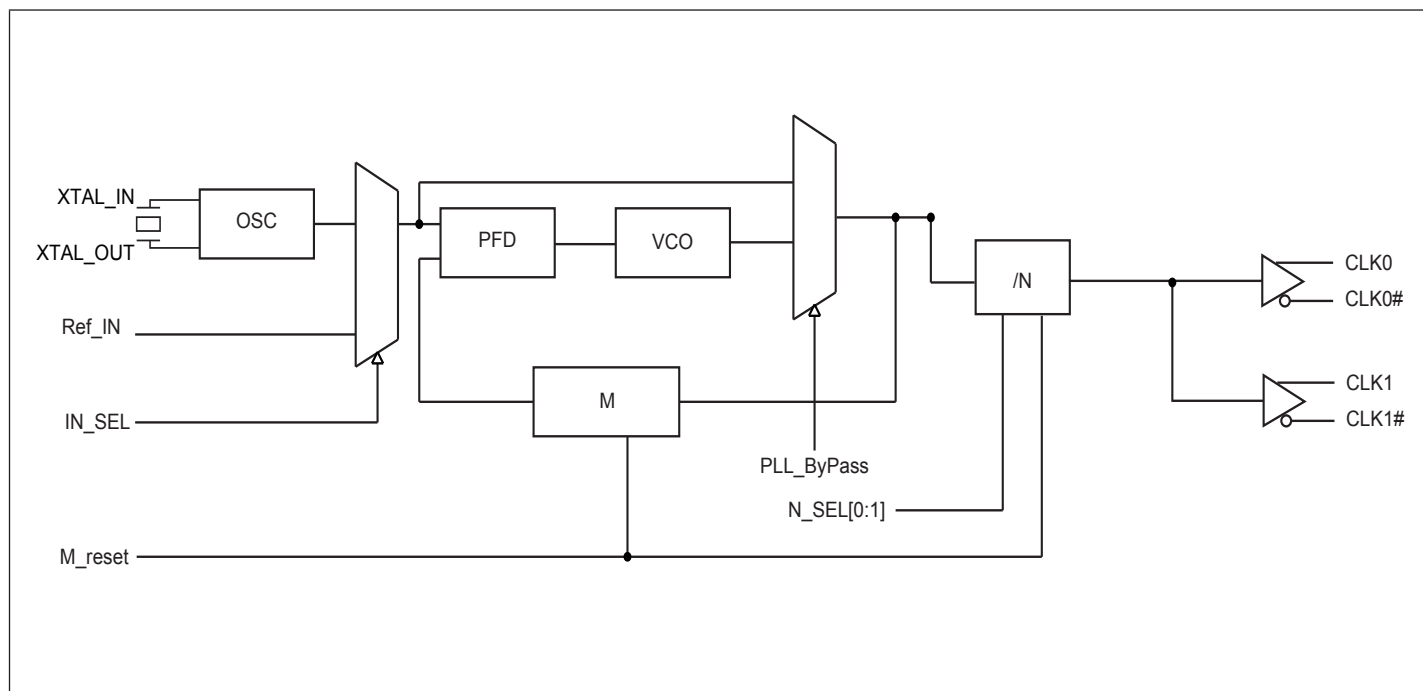 XTAL_IN
XTAL_OUT
OSC
PFD
VCO
/N
CLK0
CLK0#
Ref_IN
M
CLK1
CLK1#
IN_SEL
PLL_ByPass
N_SEL[0:1]
M_reset